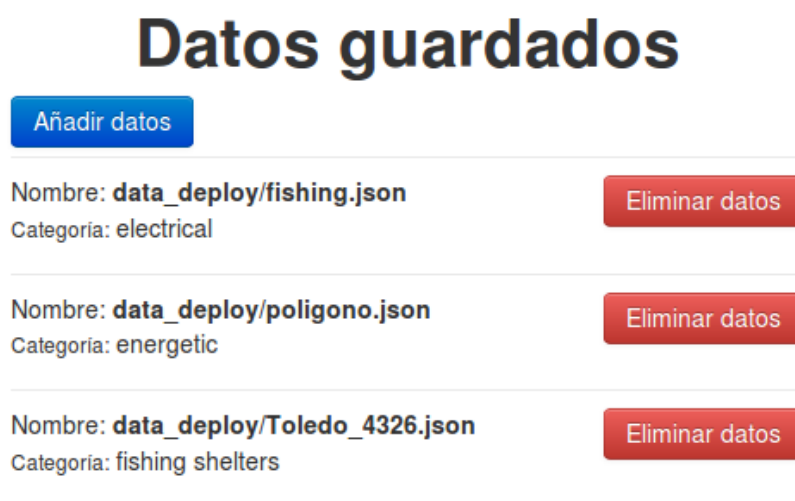 Datos guardados
Añadir datos
Nombre: data_deploy/fishing.json
Eliminar datos
Categoría: electrical
Nombre: data_deploy/poligono.json
Eliminar datos
Categoría: energetic
Nombre: data_deploy/Toledo_4326.json
Eliminar datos
Categoría: fishing shelters